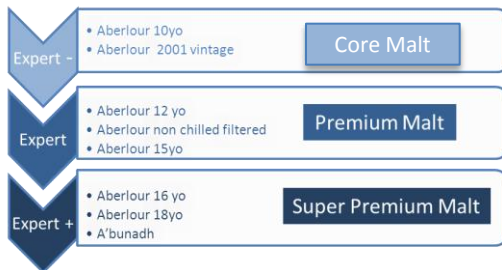 Expert -
• Aberlour 10yo
• Aberlour 2001 vintage
Core Malt
Expert
• Aberlour 12 yo
• Aberlour non chilled filtered
• Aberlour 15yo
Premium Malt
Expert +
• Aberlour 16 yo
• Aberlour 18yo
• A'bunadh
Super Premium Malt